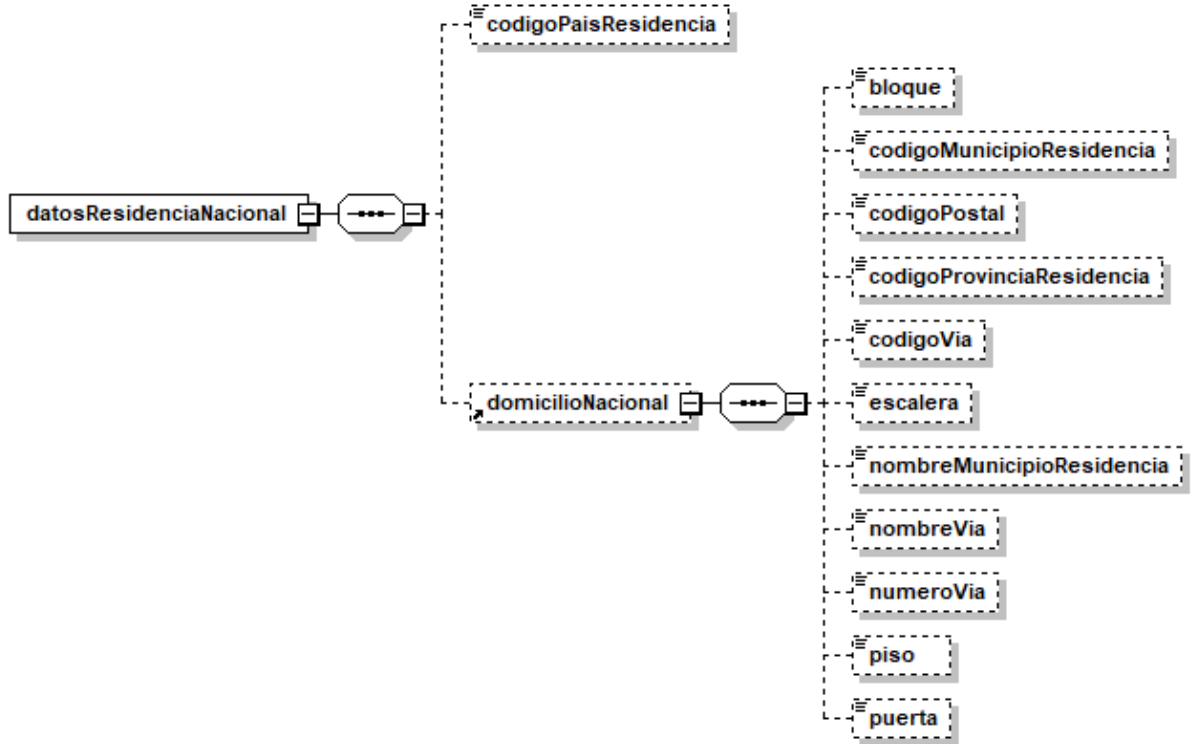 codigoPaisResidencia
bloque
codigoMunicipioResidencia
datosResidenciaNacional
codigoPostal
codigoProvinciaResidencia
codigoVia
domicilioNacional
escalera
nombreMunicipioResidencia
nombreVia
numeroVia
piso
puerta